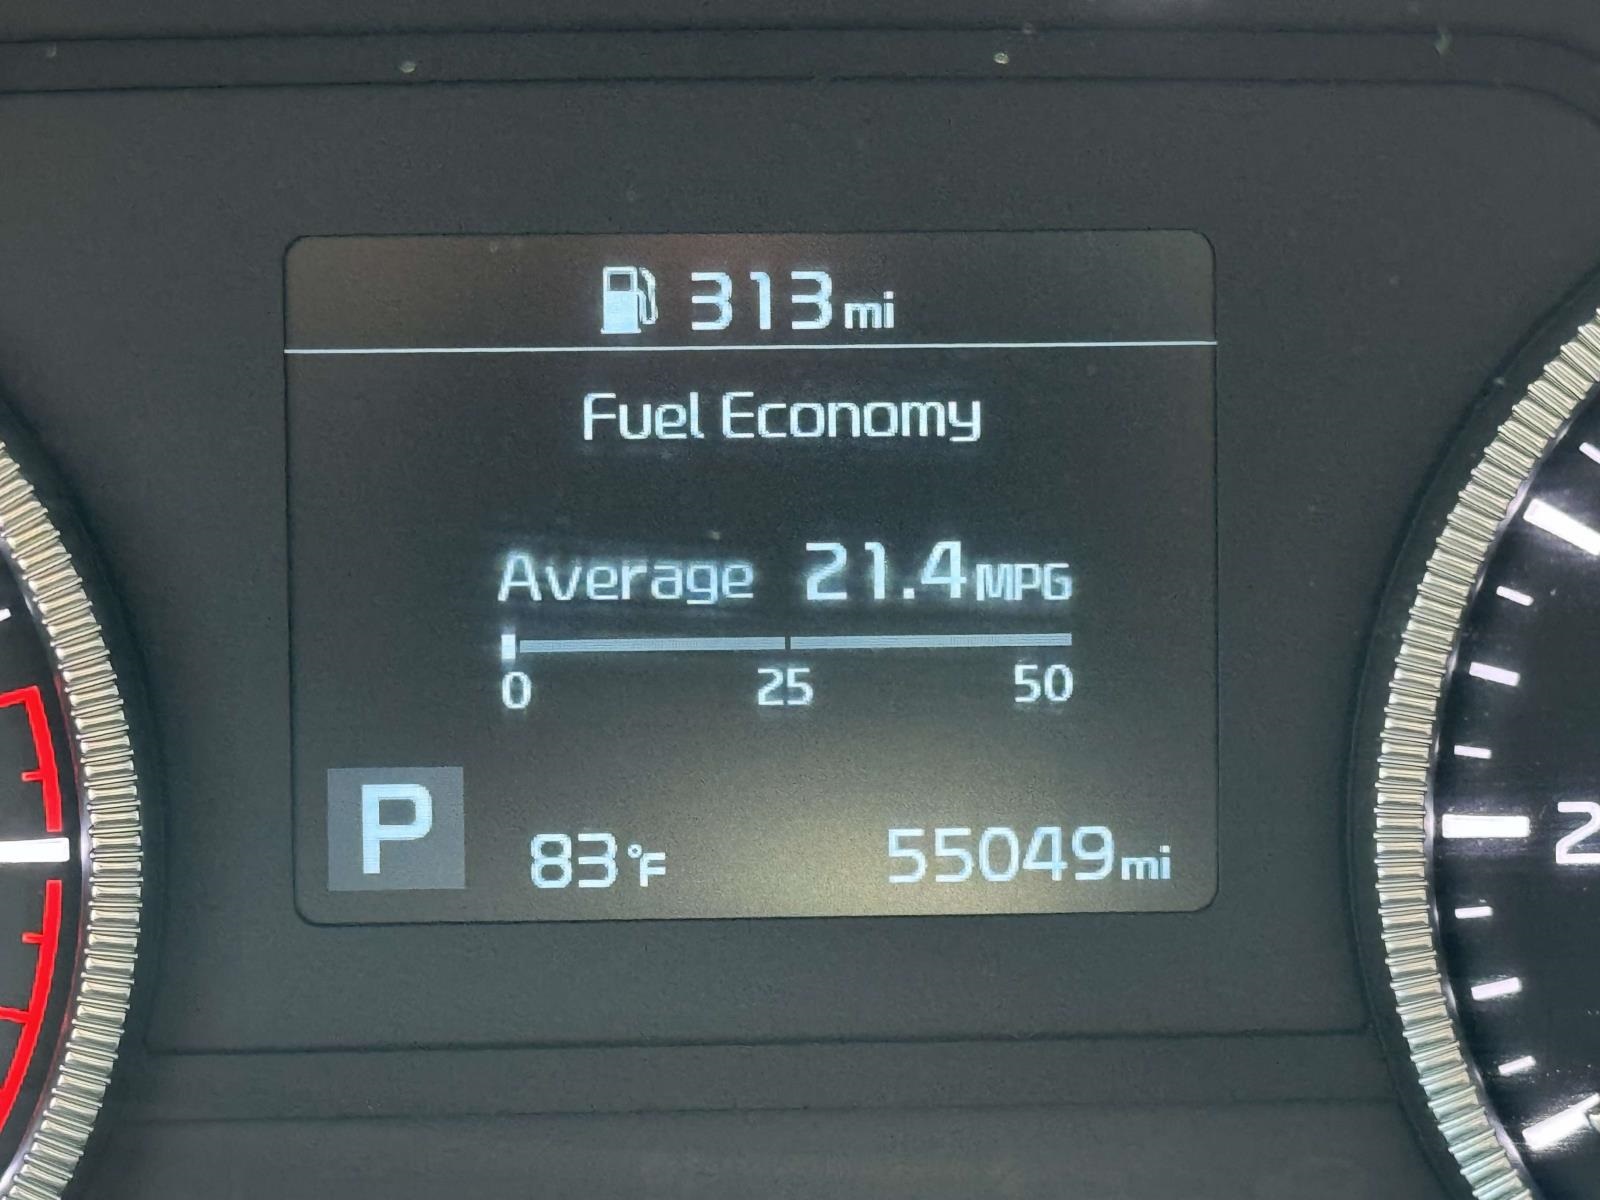 313mi
Fuel Economy
Average 21.4MPG
0 25 50
P 83°F 55049mi